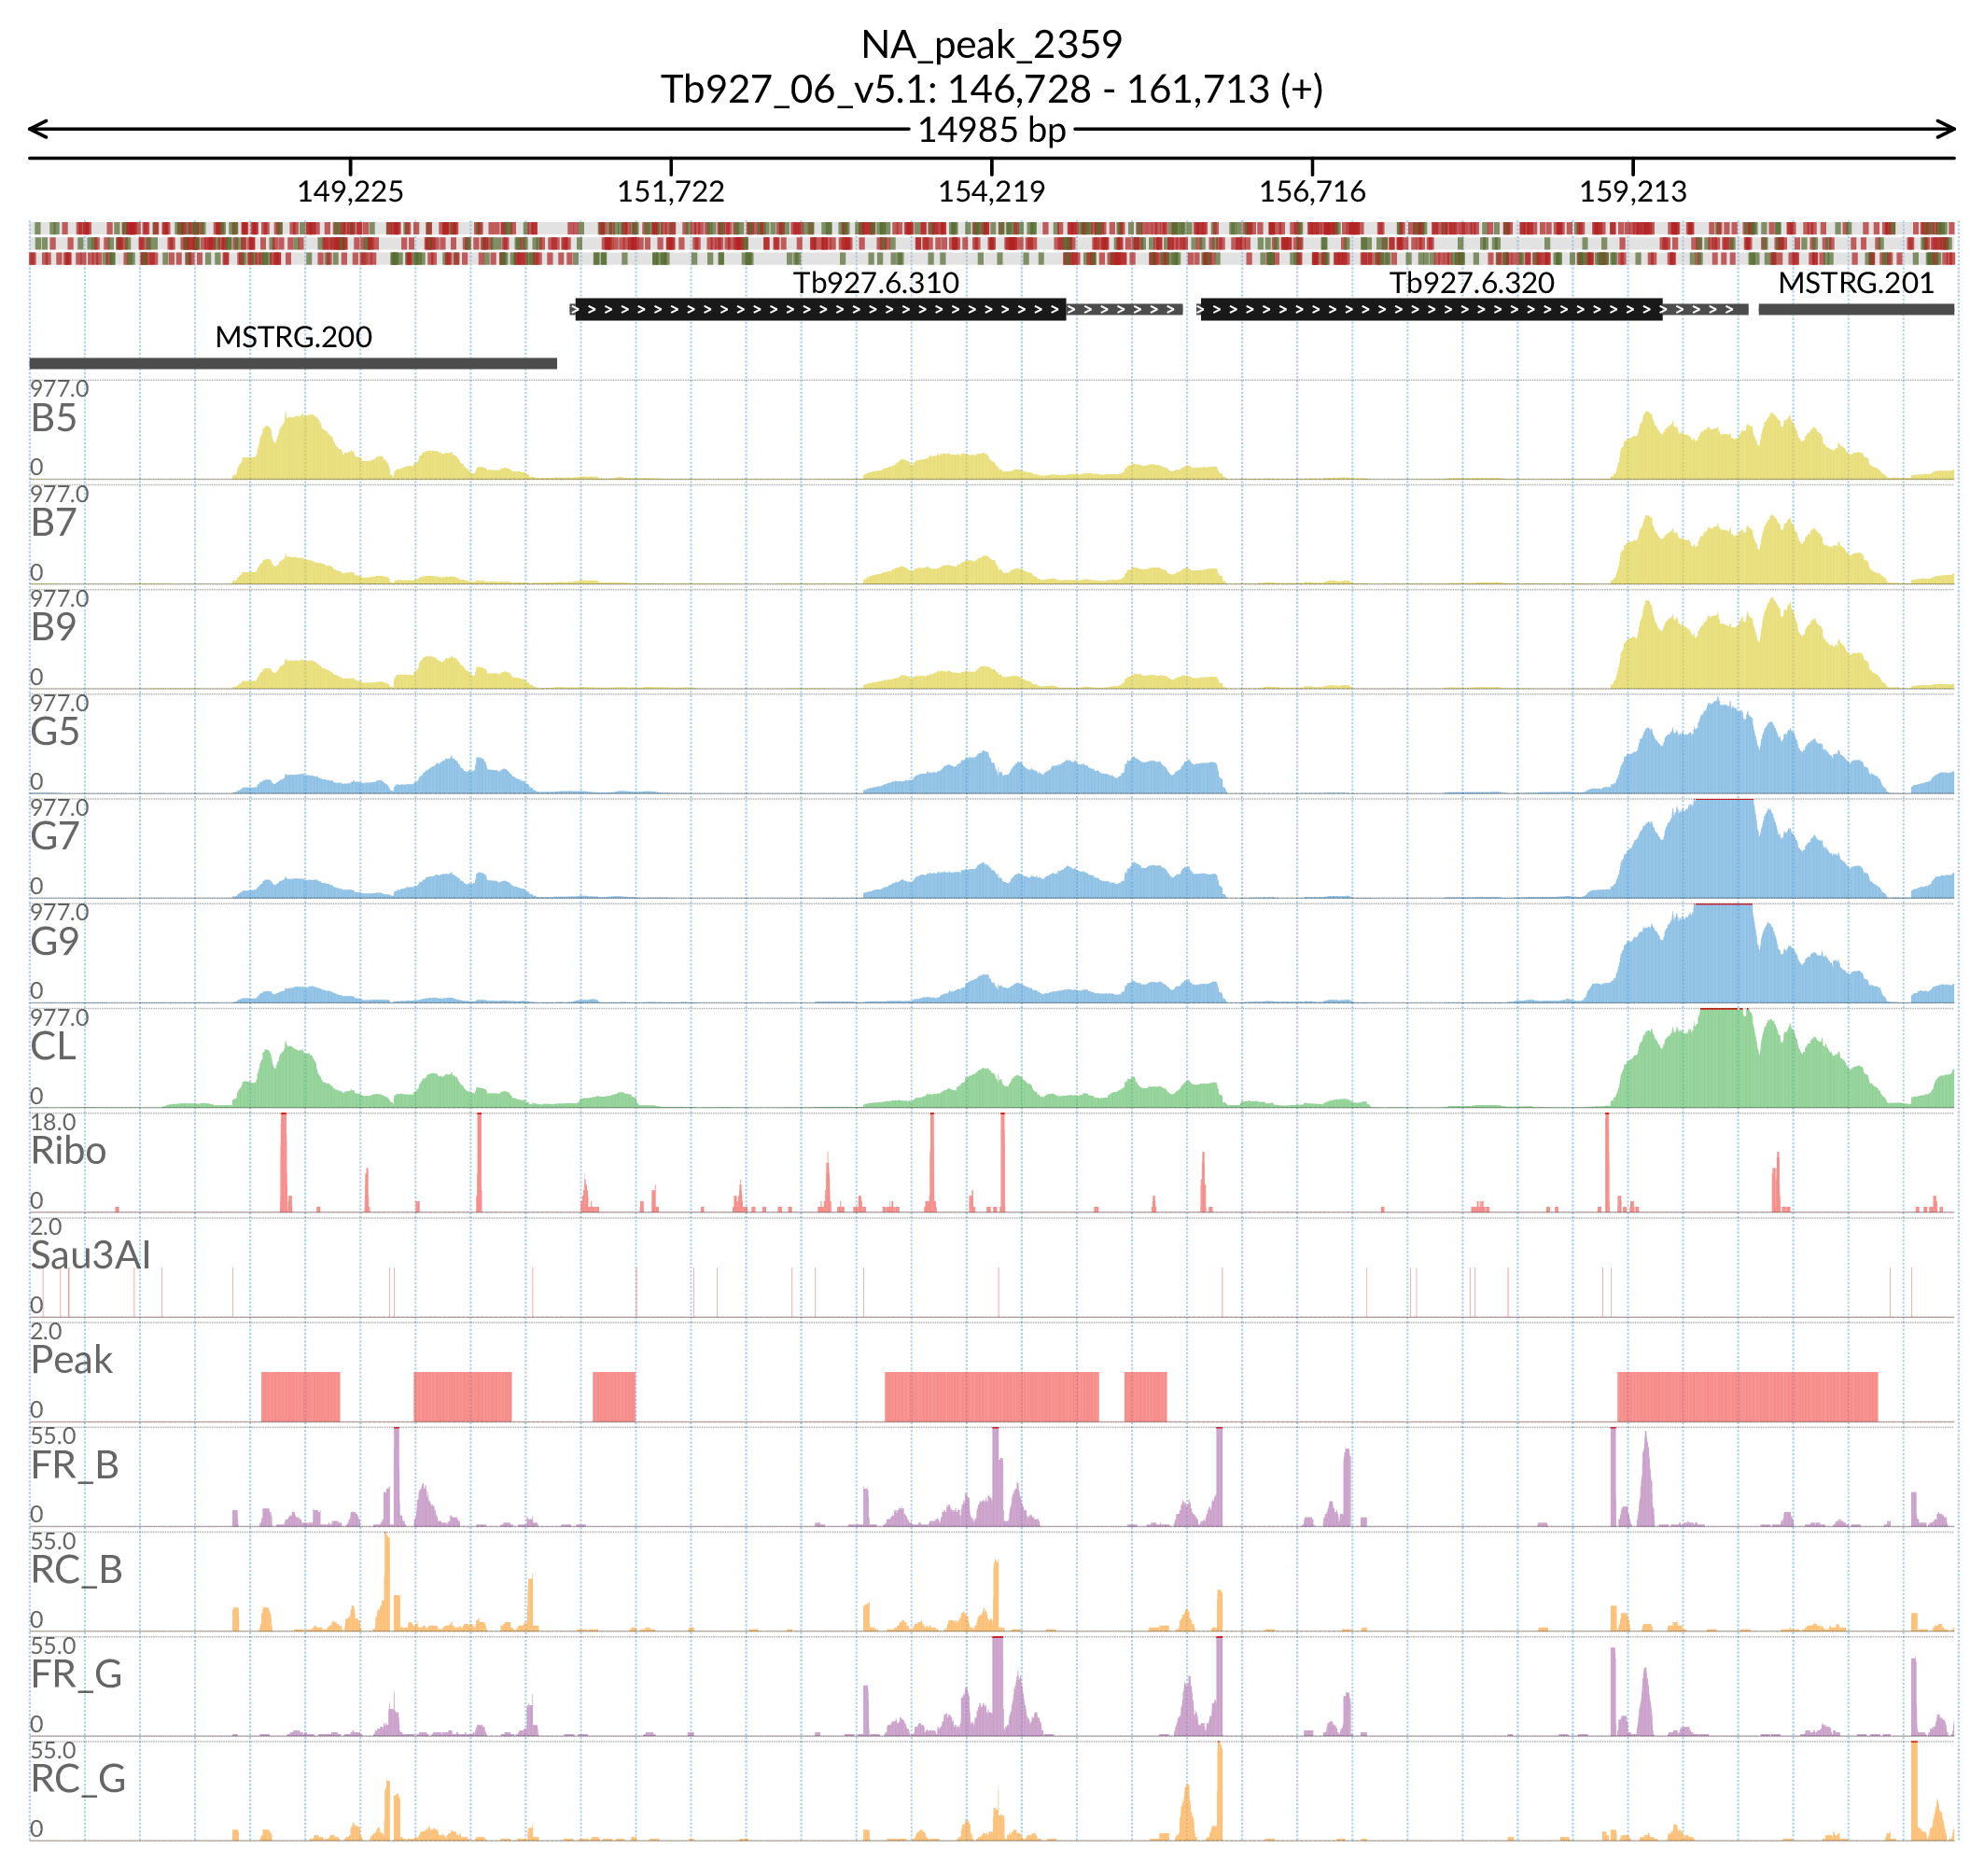 NA_peak_2359
Tb927_06_v5.1: 146,728 - 161,713 (+)
14985 bp
149,225 151,722 154,219 156,716 159,213
Tb927.6.310 Tb927.6.320 MSTRG.201
MSTRG.200
977.0
B5
0
977.0
B7
0
977.0
B9
0
977.0
G5
0
977.0
G7
0
977.0
G9
0
977.0
CL
0
18.0
Ribo
0
2.0
Sau3AI
0
2.0
Peak
0
55.0
FR_B
0
55.0
RC_B
0
55.0
FR_G
0
55.0
RC_G
0